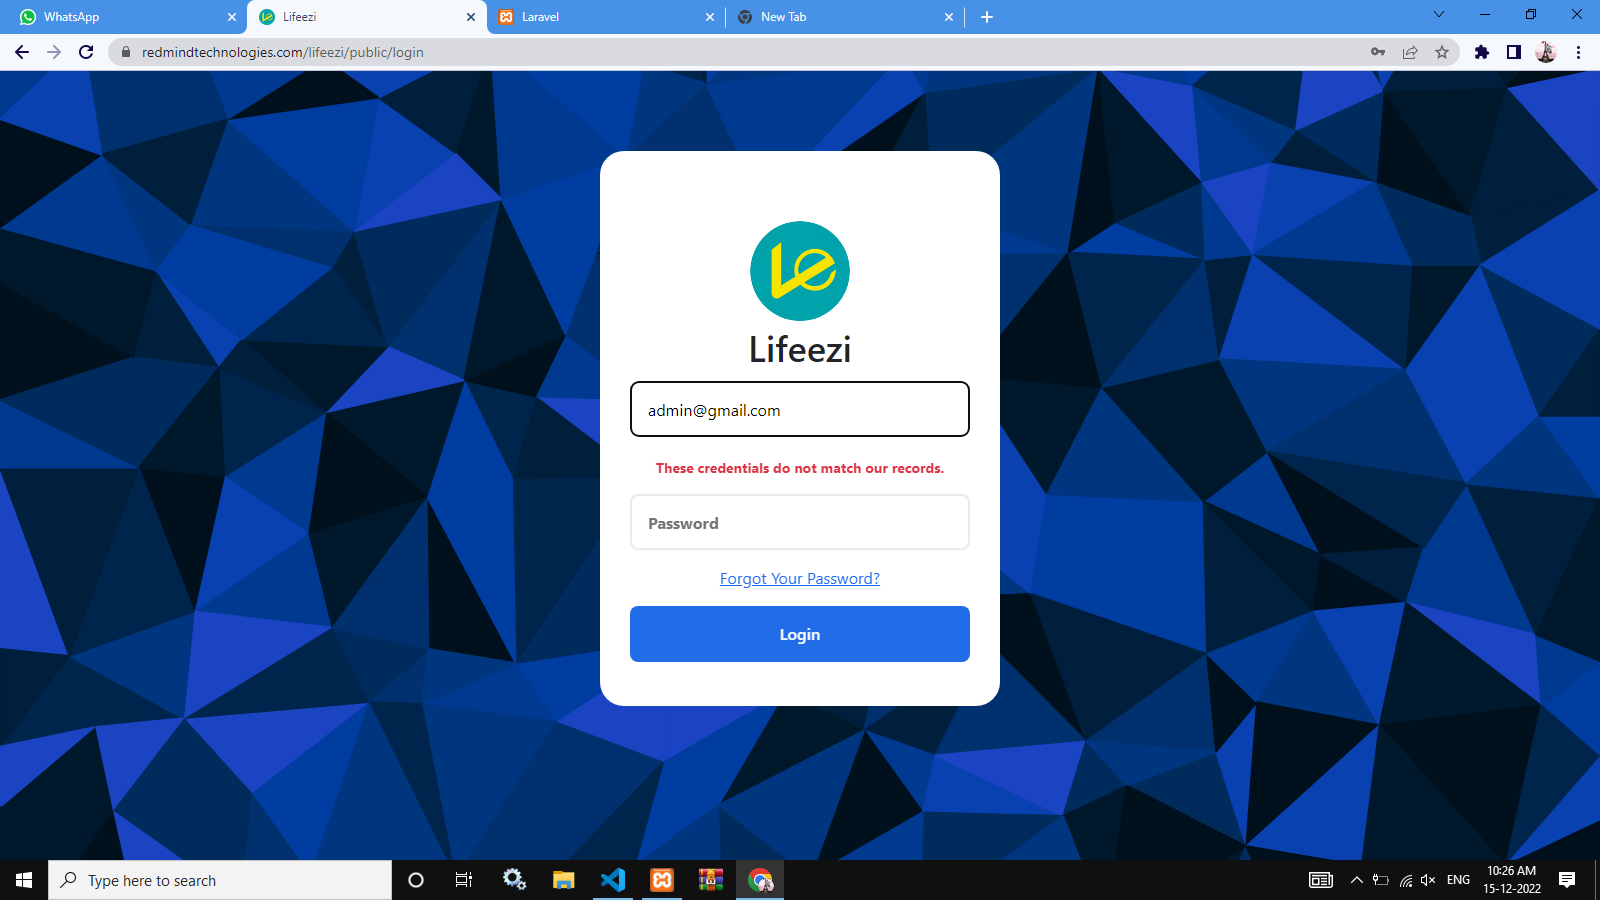 WhatsApp
Lifeezi
Laravel
New Tab
redmindtechnologies.com/lifeezi/public/login
Le
Lifeezi
admin@gmail.com
These credentials do not match our records.
Password
Forgot Your Password?
Login
Type here to search
ENG
10:26 AM
15-12-2022